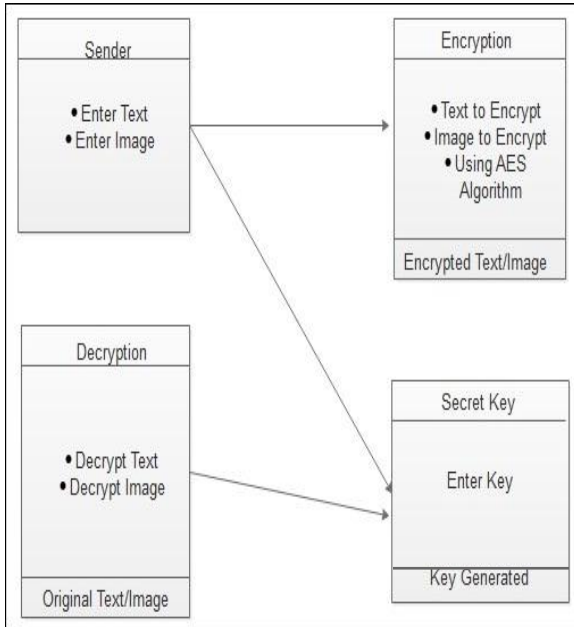 Sender
• Enter Text
• Enter Image
Encryption
• Text to Encrypt
• Image to Encrypt
• Using AES
Algorithm
Encrypted Text/Image
Decryption
• Decrypt Text
• Decrypt Image
Original Text/Image
Secret Key
Enter Key
Key Generated